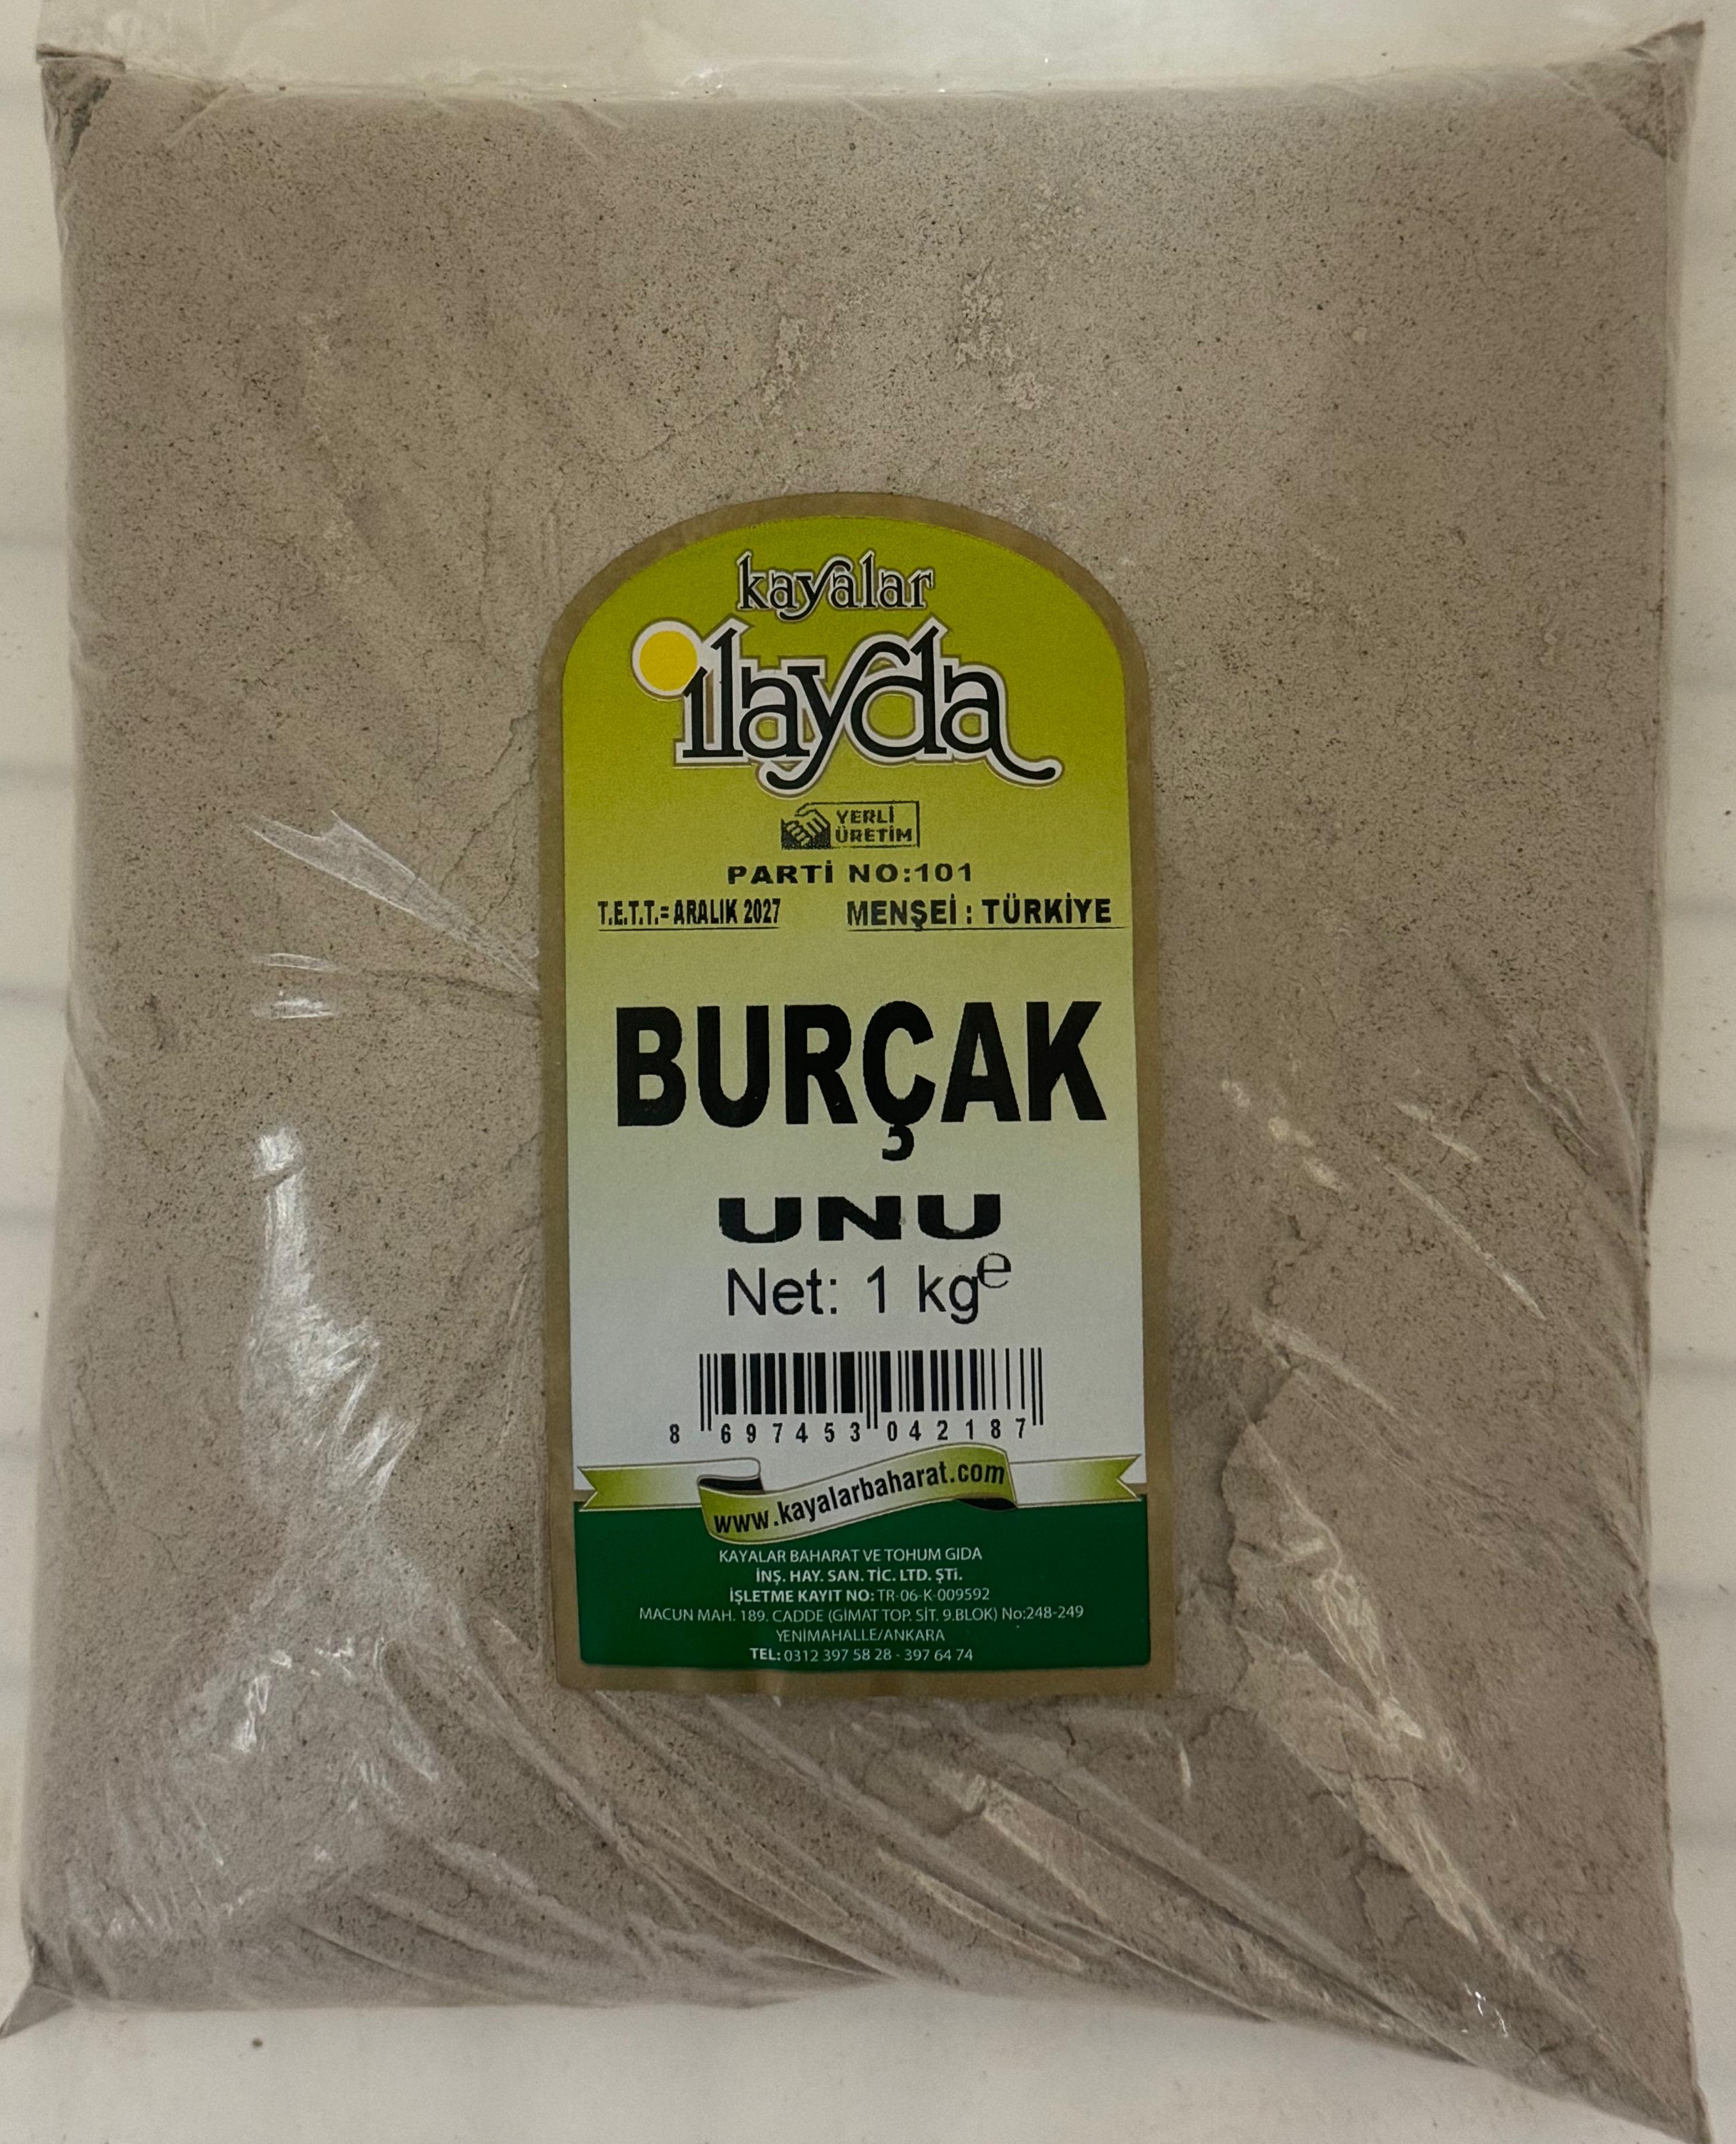 kayalar
ilayda
YERLİ
ÜRETİM
PARTİ NO:101
T.E.T.T.= ARALIK 2027 MENŞEİ : TÜRKİYE
BURÇAK
UNU
Net: 1 kg℮
8 697453 042187
www.kayalarbaharat.com
KAYALAR BAHARAT VE TOHUM GIDA
İNŞ. HAY. SAN. TİC. LTD. ŞTİ.
İŞLETME KAYIT NO: TR-06-K-009592
MACUN MAH. 189. CADDE (GİMAT TOP. SİT. 9.BLOK) No:248-249
YENİMAHALLE/ANKARA
TEL: 0312 397 58 28 - 397 64 74